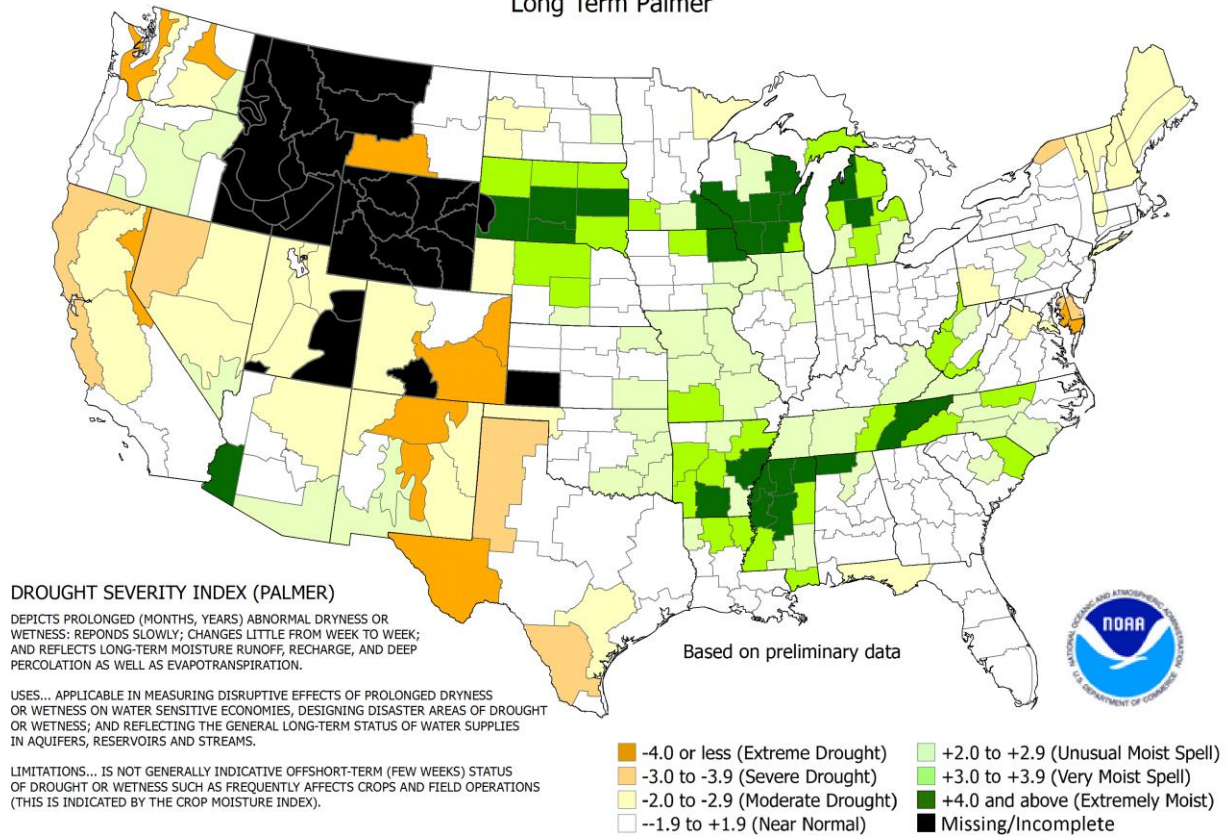 Long Term Palmer
DROUGHT SEVERITY INDEX (PALMER)
DEPICTS PROLONGED (MONTHS, YEARS) ABNORMAL DRYNESS OR
WETNESS: REPONDS SLOWLY; CHANGES LITTLE FROM WEEK TO WEEK;
AND REFLECTS LONG-TERM MOISTURE RUNOFF, RECHARGE, AND DEEP
PERCOLATION AS WELL AS EVAPOTRANSPIRATION.
USES... APPLICABLE IN MEASURING DISRUPTIVE EFFECTS OF PROLONGED DRYNESS
OR WETNESS ON WATER SENSITIVE ECONOMIES, DESIGNING DISASTER AREAS OF DROUGHT
OR WETNESS; AND REFLECTING THE GENERAL LONG-TERM STATUS OF WATER SUPPLIES
IN AQUIFERS, RESERVOIRS AND STREAMS.
LIMITATIONS... IS NOT GENERALLY INDICATIVE OFFSHORT-TERM (FEW WEEKS) STATUS
OF DROUGHT OR WETNESS SUCH AS FREQUENTLY AFFECTS CROPS AND FIELD OPERATIONS
(THIS IS INDICATED BY THE CROP MOISTURE INDEX).
Based on preliminary data
NATIONAL OCEANIC AND ATMOSPHERIC ADMINISTRATION
NOAA
U.S. DEPARTMENT OF COMMERCE
-4.0 or less (Extreme Drought)
-3.0 to -3.9 (Severe Drought)
-2.0 to -2.9 (Moderate Drought)
--1.9 to +1.9 (Near Normal)
+2.0 to +2.9 (Unusual Moist Spell)
+3.0 to +3.9 (Very Moist Spell)
+4.0 and above (Extremely Moist)
Missing/Incomplete